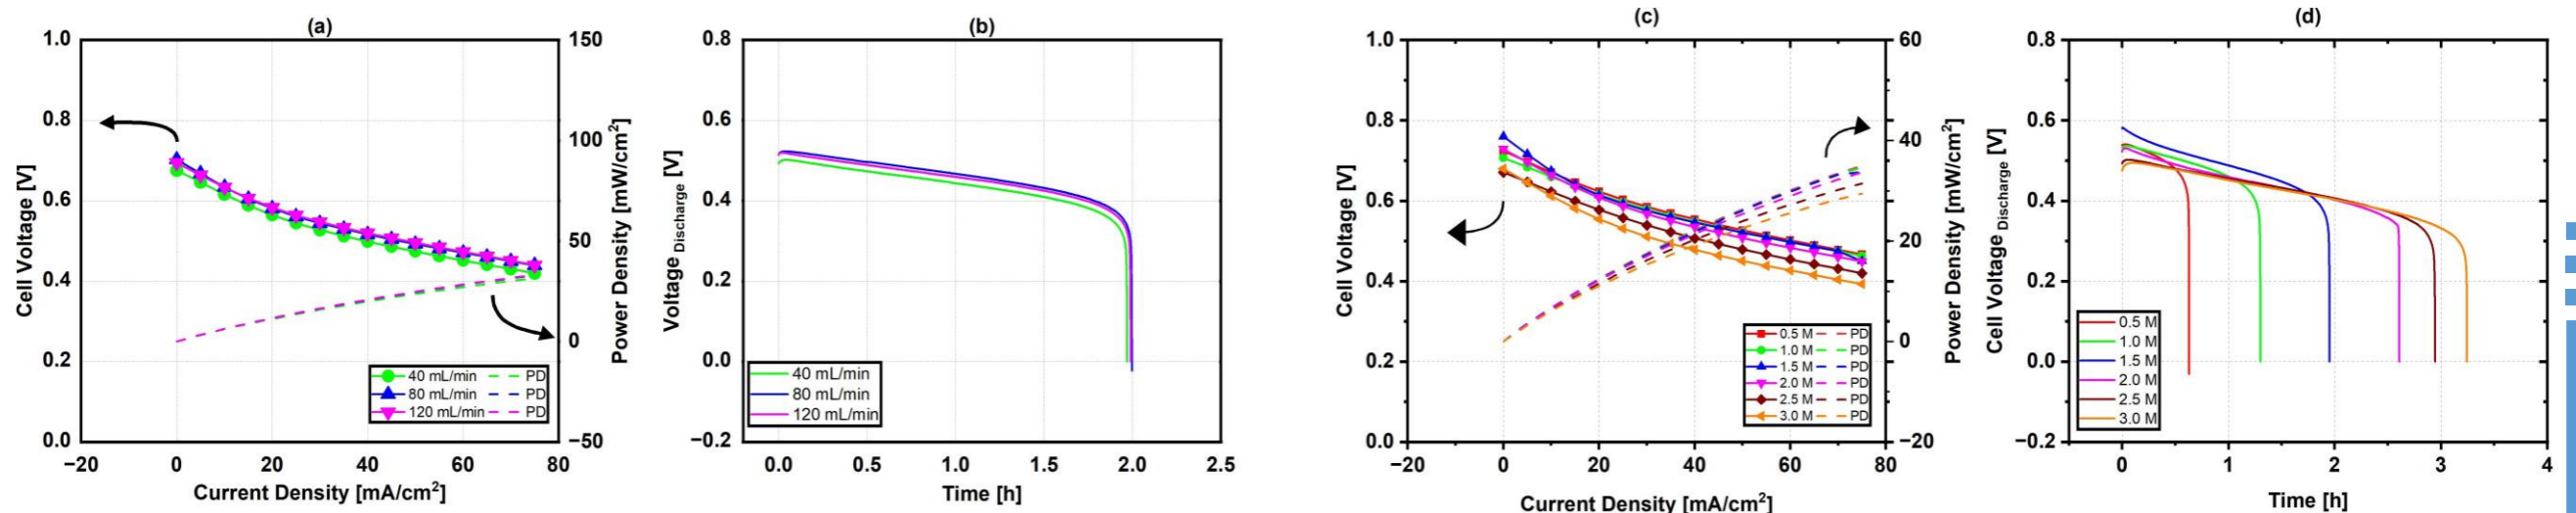 (a)
1.0
0.8
0.6
0.4
0.2
0.0
Cell Voltage [V]
150
100
50
0
−50
Power Density [mW/cm²]
40 mL/min PD
80 mL/min PD
120 mL/min PD
−20 0 20 40 60 80
Current Density [mA/cm²]
(b)
0.8
0.6
0.4
0.2
0.0
−0.2
Voltage Discharge [V]
40 mL/min
80 mL/min
120 mL/min
0.0 0.5 1.0 1.5 2.0 2.5
Time [h]
(c)
1.0
0.8
0.6
0.4
0.2
0.0
Cell Voltage [V]
60
40
20
0
−20
Power Density [mW/cm²]
0.5 M PD
1.0 M PD
1.5 M PD
2.0 M PD
2.5 M PD
3.0 M PD
−20 0 20 40 60 80
Current Density [mA/cm²]
(d)
0.8
0.6
0.4
0.2
0.0
−0.2
Cell Voltage Discharge [V]
0.5 M
1.0 M
1.5 M
2.0 M
2.5 M
3.0 M
0 1 2 3 4
Time [h]